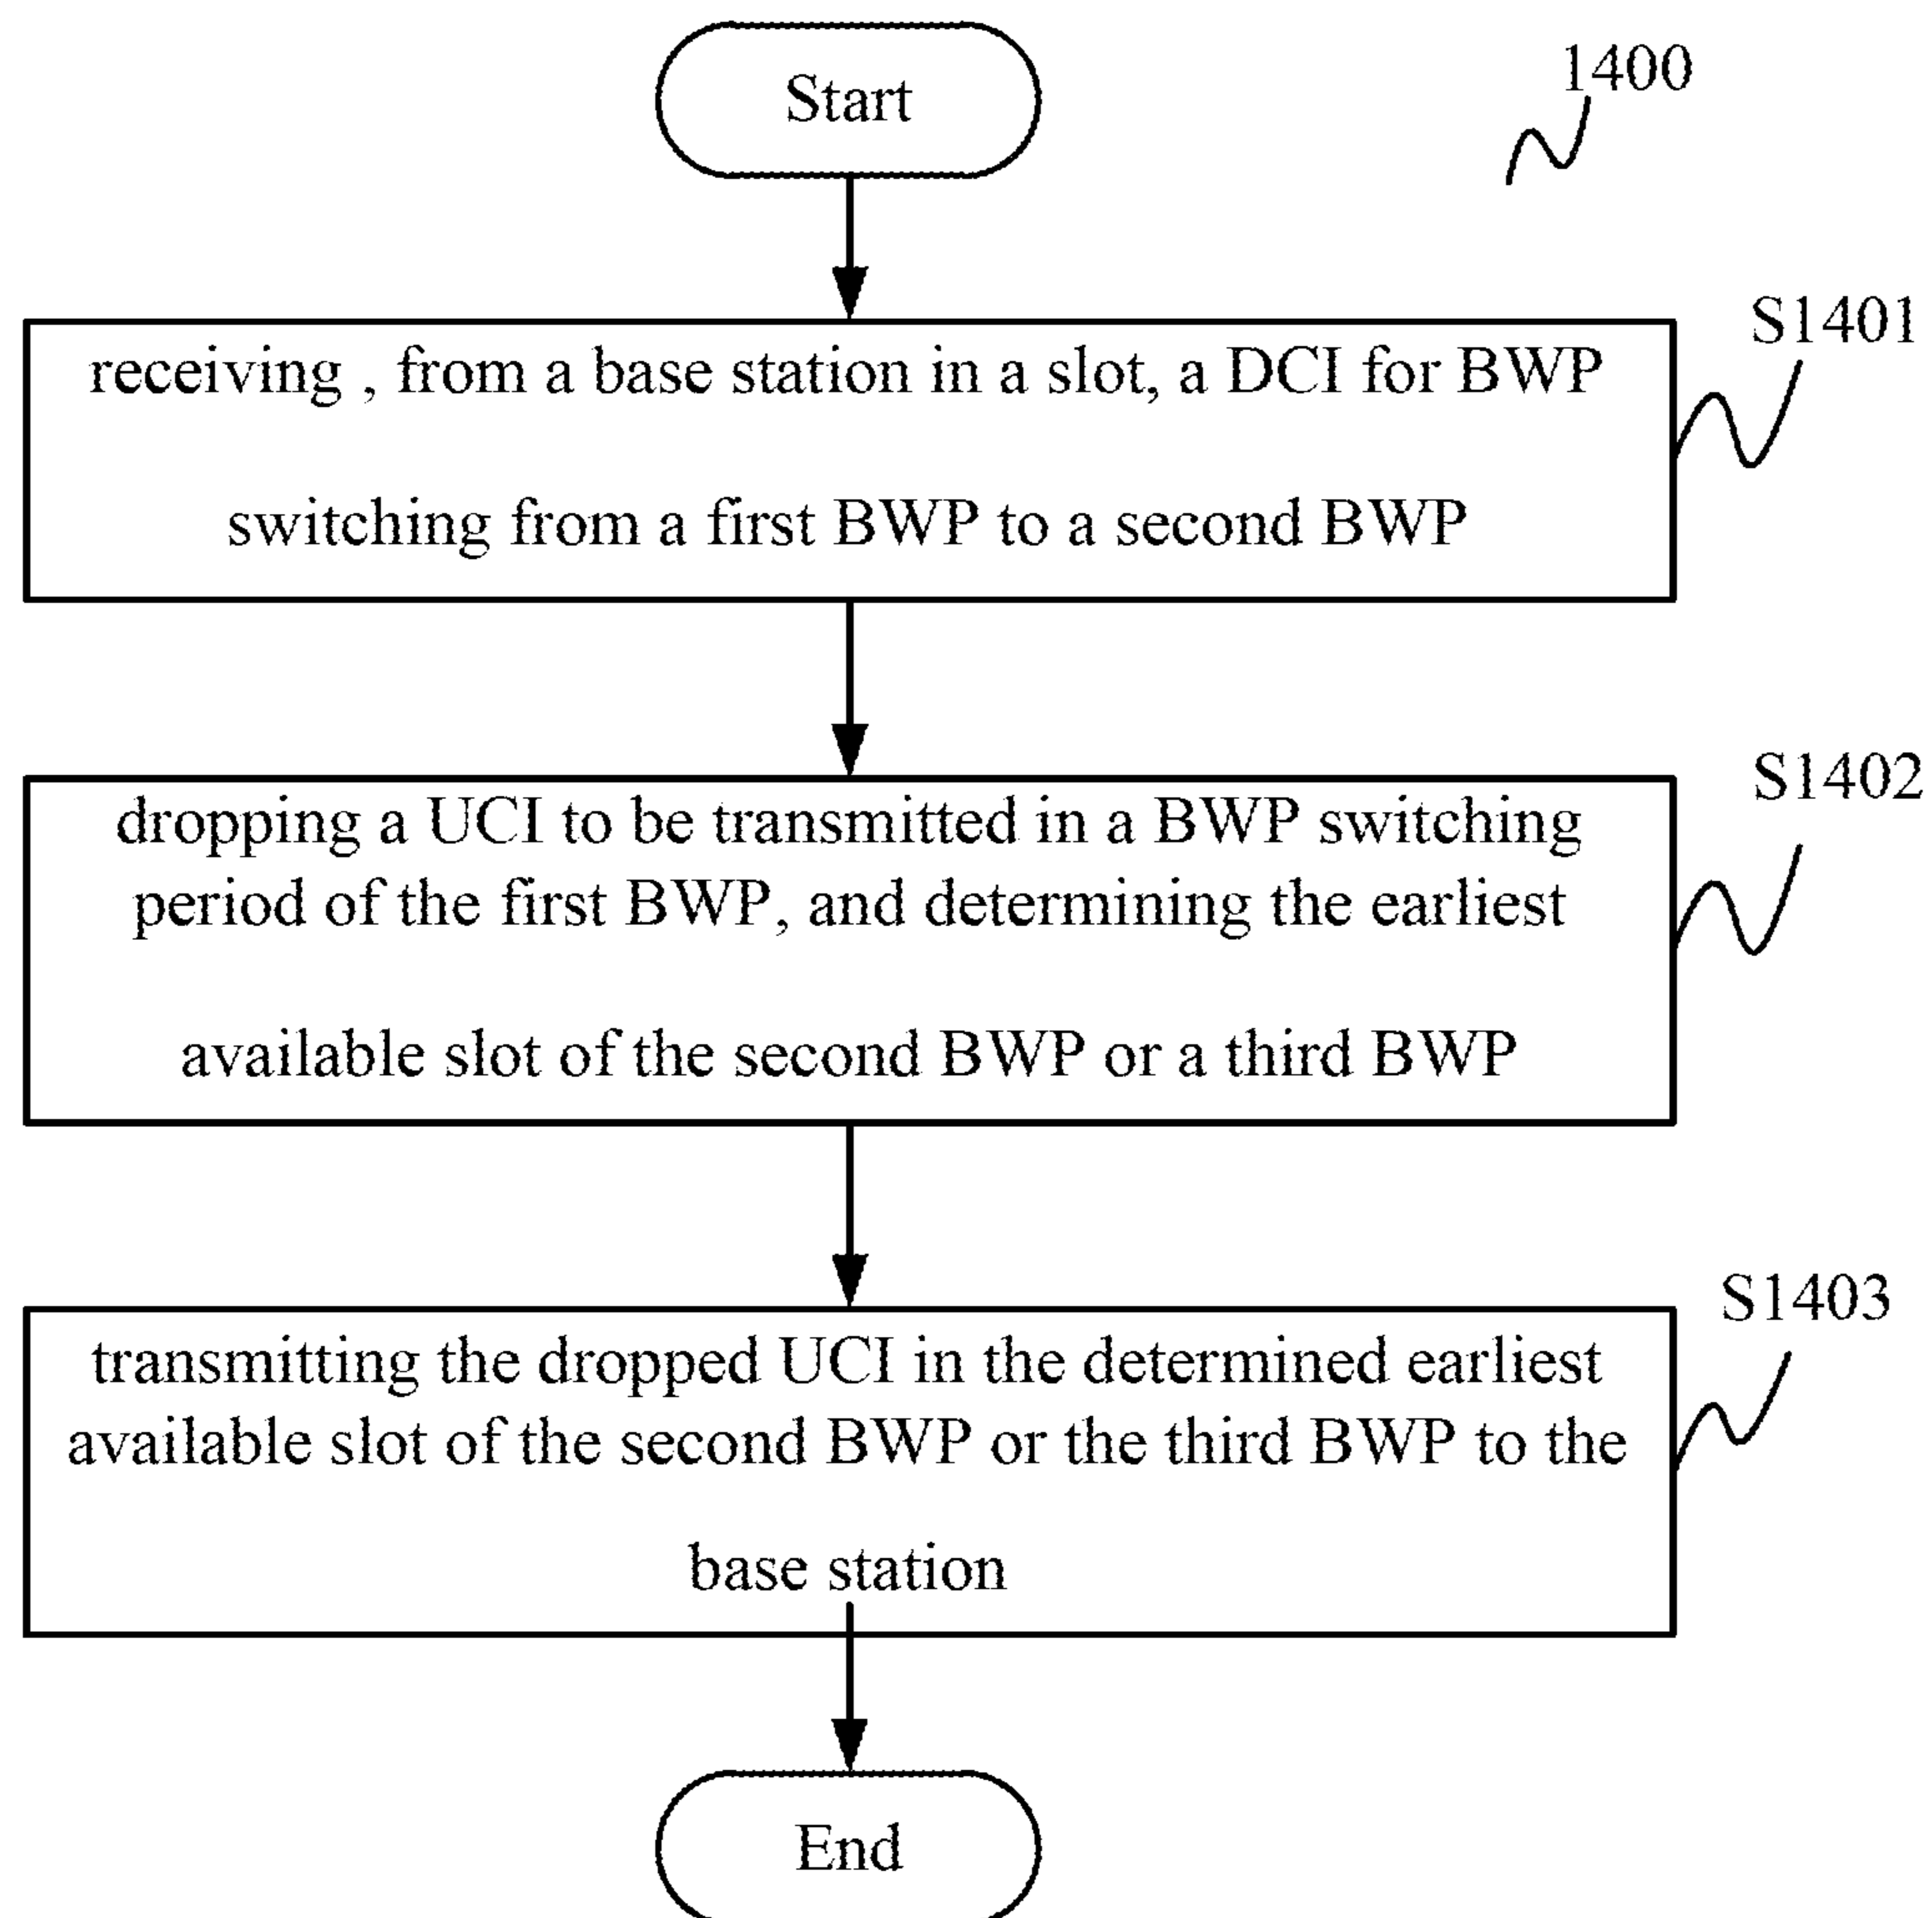 Start
1400
S1401
receiving , from a base station in a slot, a DCI for BWP
switching from a first BWP to a second BWP
S1402
dropping a UCI to be transmitted in a BWP switching
period of the first BWP, and determining the earliest
available slot of the second BWP or a third BWP
S1403
transmitting the dropped UCI in the determined earliest
available slot of the second BWP or the third BWP to the
base station
End